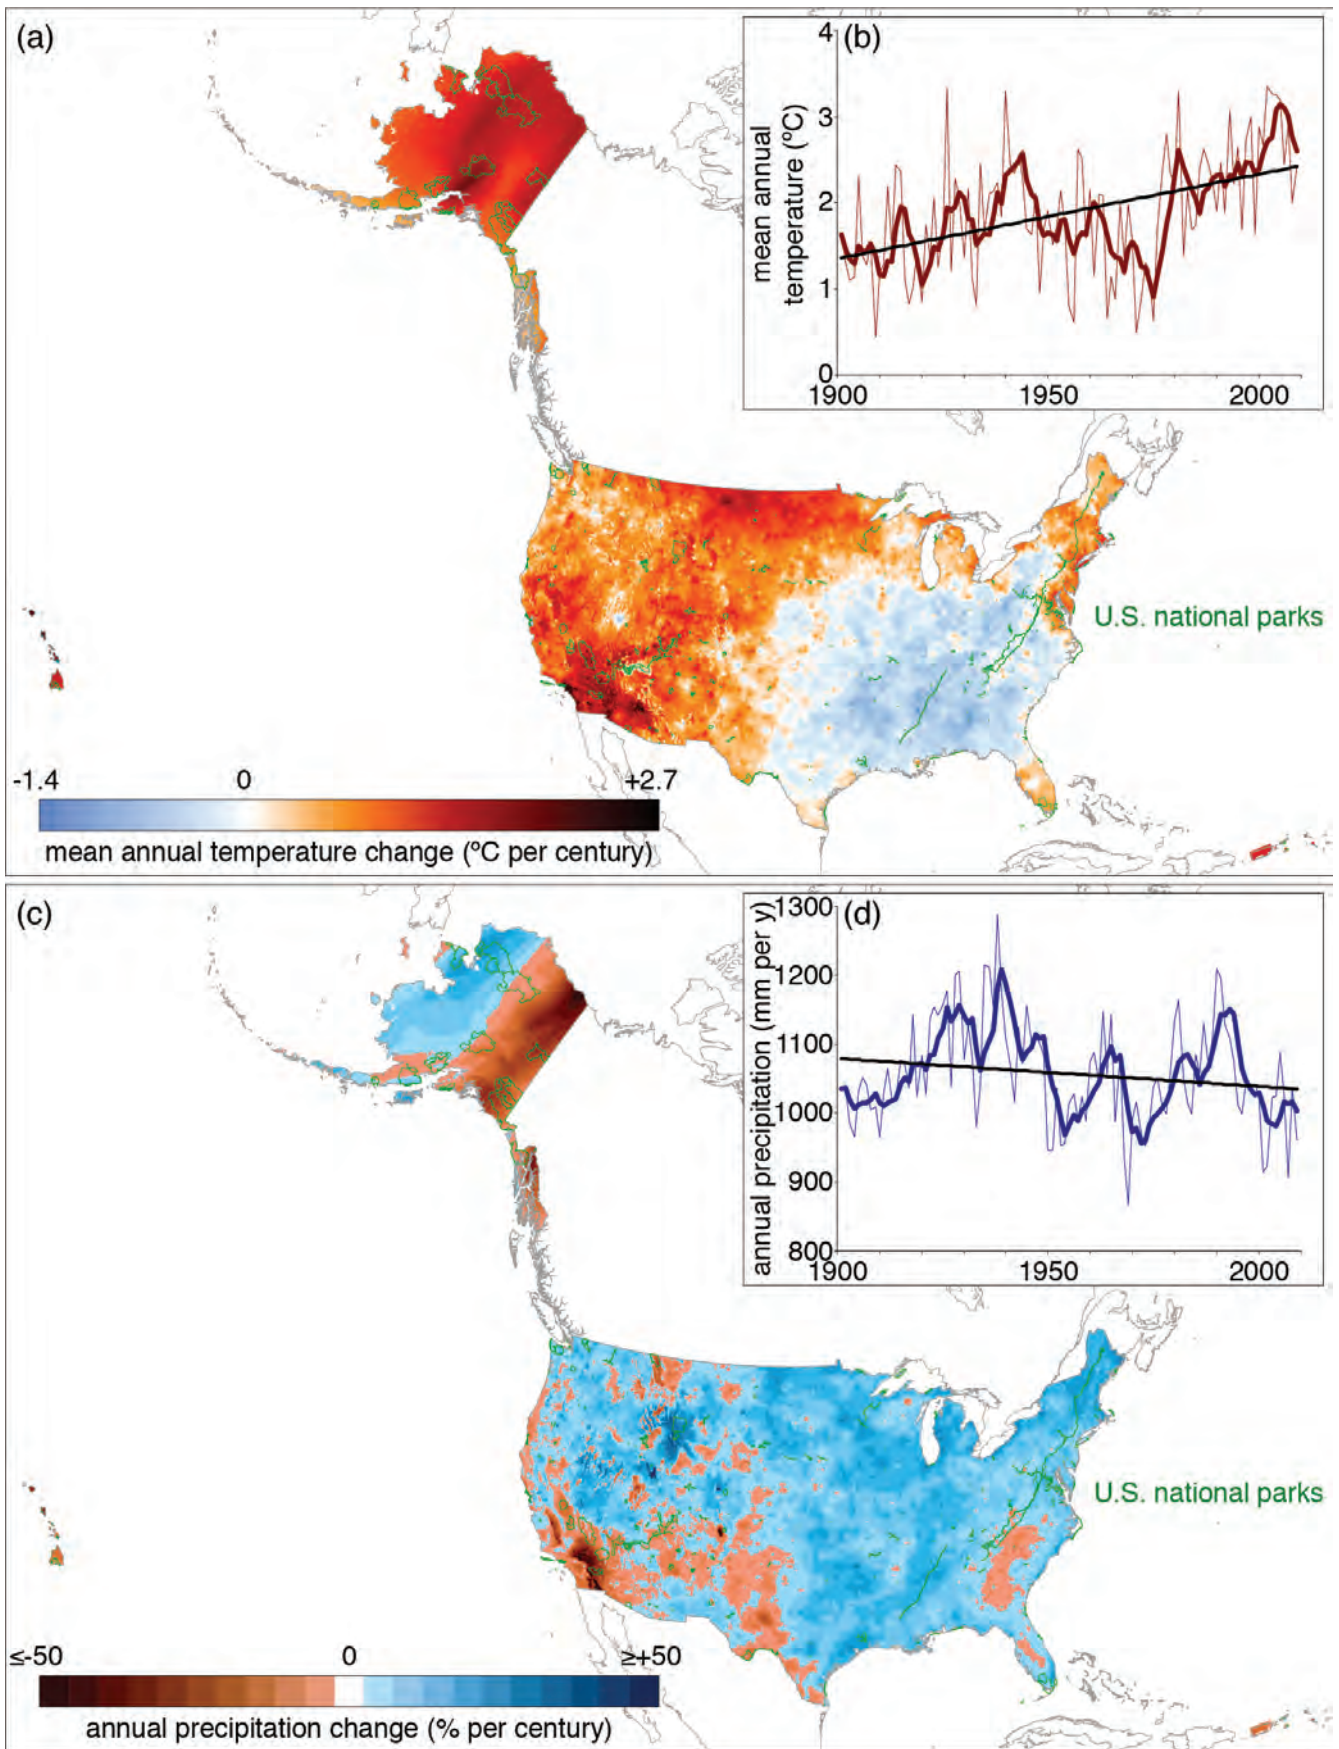 (a)
(b)
4
3
2
1
0
mean annual
temperature (ºC)
1900
1950
2000
U.S. national parks
-1.4
0
+2.7
mean annual temperature change (ºC per century)
(c)
(d)
1300
1200
1100
1000
900
800
annual precipitation (mm per y)
1900
1950
2000
U.S. national parks
≤-50
0
≥+50
annual precipitation change (% per century)